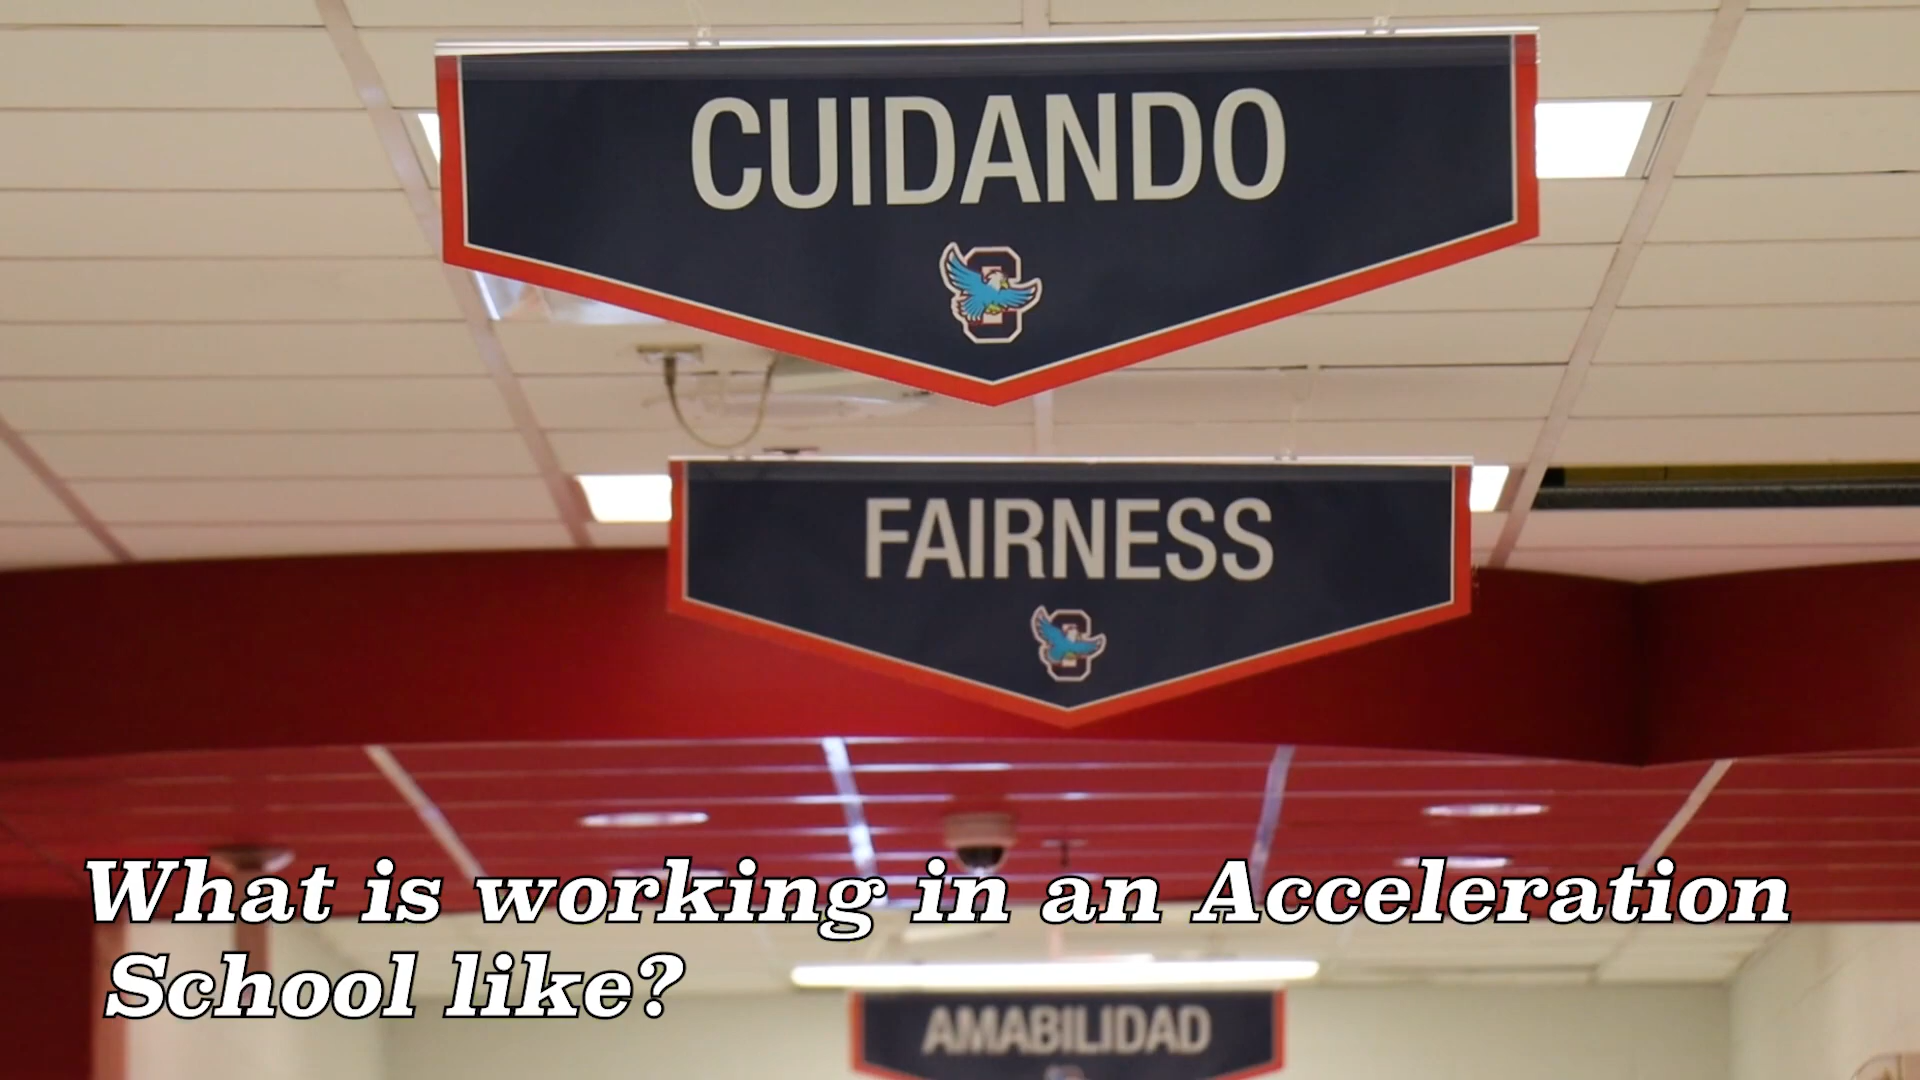 CUIDANDO
FAIRNESS
What is working in an Acceleration
School like?
AMABILIDAD